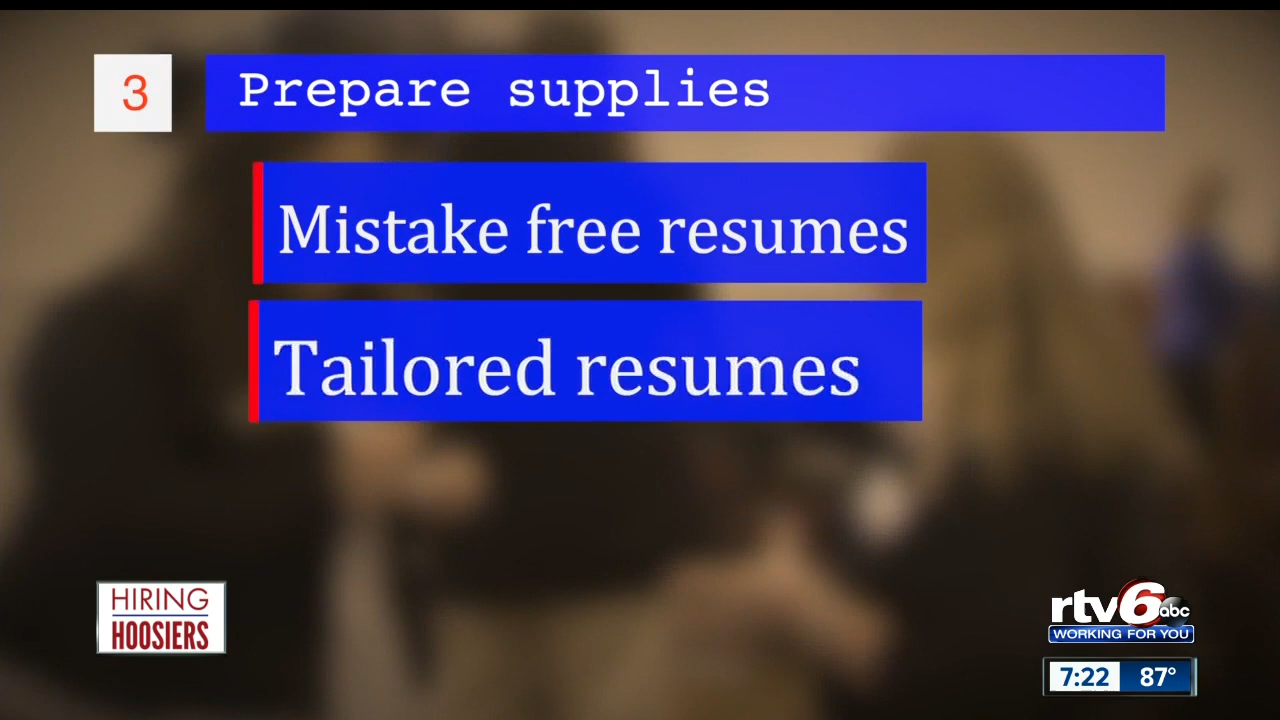 3 Prepare supplies
Mistake free resumes
Tailored resumes
HIRING
HOOSIERS
rtv6 abc
WORKING FOR YOU
7:22 87°